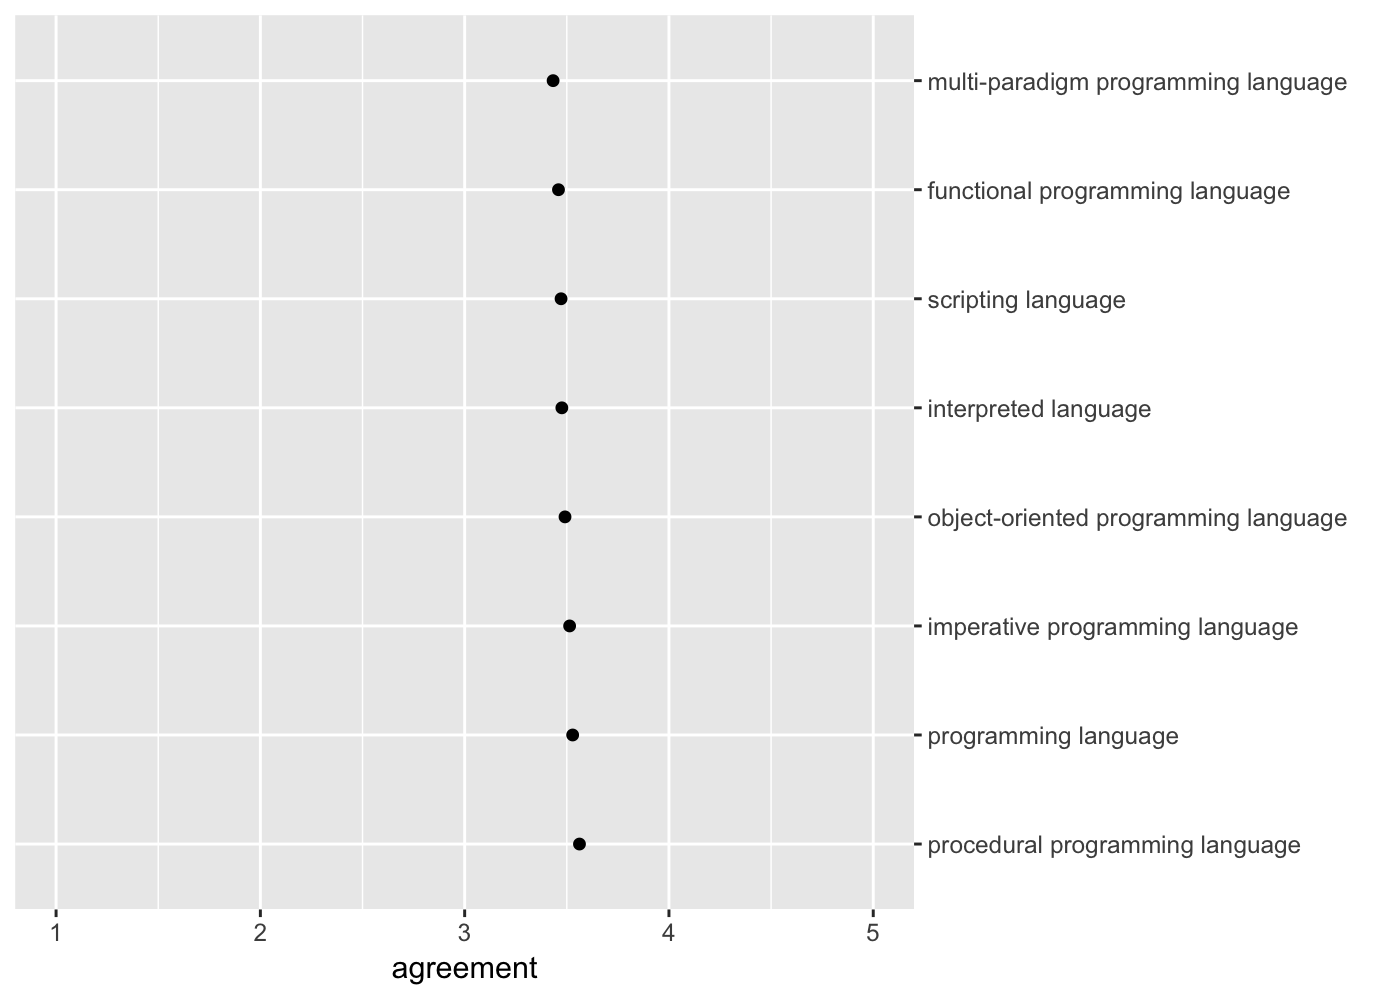 multi-paradigm programming language
functional programming language
scripting language
interpreted language
object-oriented programming language
imperative programming language
programming language
procedural programming language
1 2 3 4 5
agreement